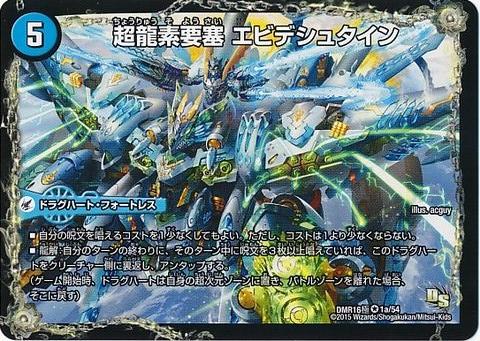 5
ちょうりゅう そ ようさい
超龍素要塞 エビデシュタイン
ドラグハート・フォートレス
illus. acguy
■自分の呪文を唱えるコストを1少なくしてもよい。ただし、コストは1より少なくならない。
■龍解:自分のターンの終わりに、そのターン中に呪文を3枚以上唱えていれば、このドラグハー
トをクリーチャー側に裏返し、アンタップする。
(ゲーム開始時、ドラグハートは自身の超次元ゾーンに置き、バトルゾーンを離れた場合、
そこに戻す)
DS
DMR16極 1a/54
©2015 Wizards/Shogakukan/Mitsui-Kids